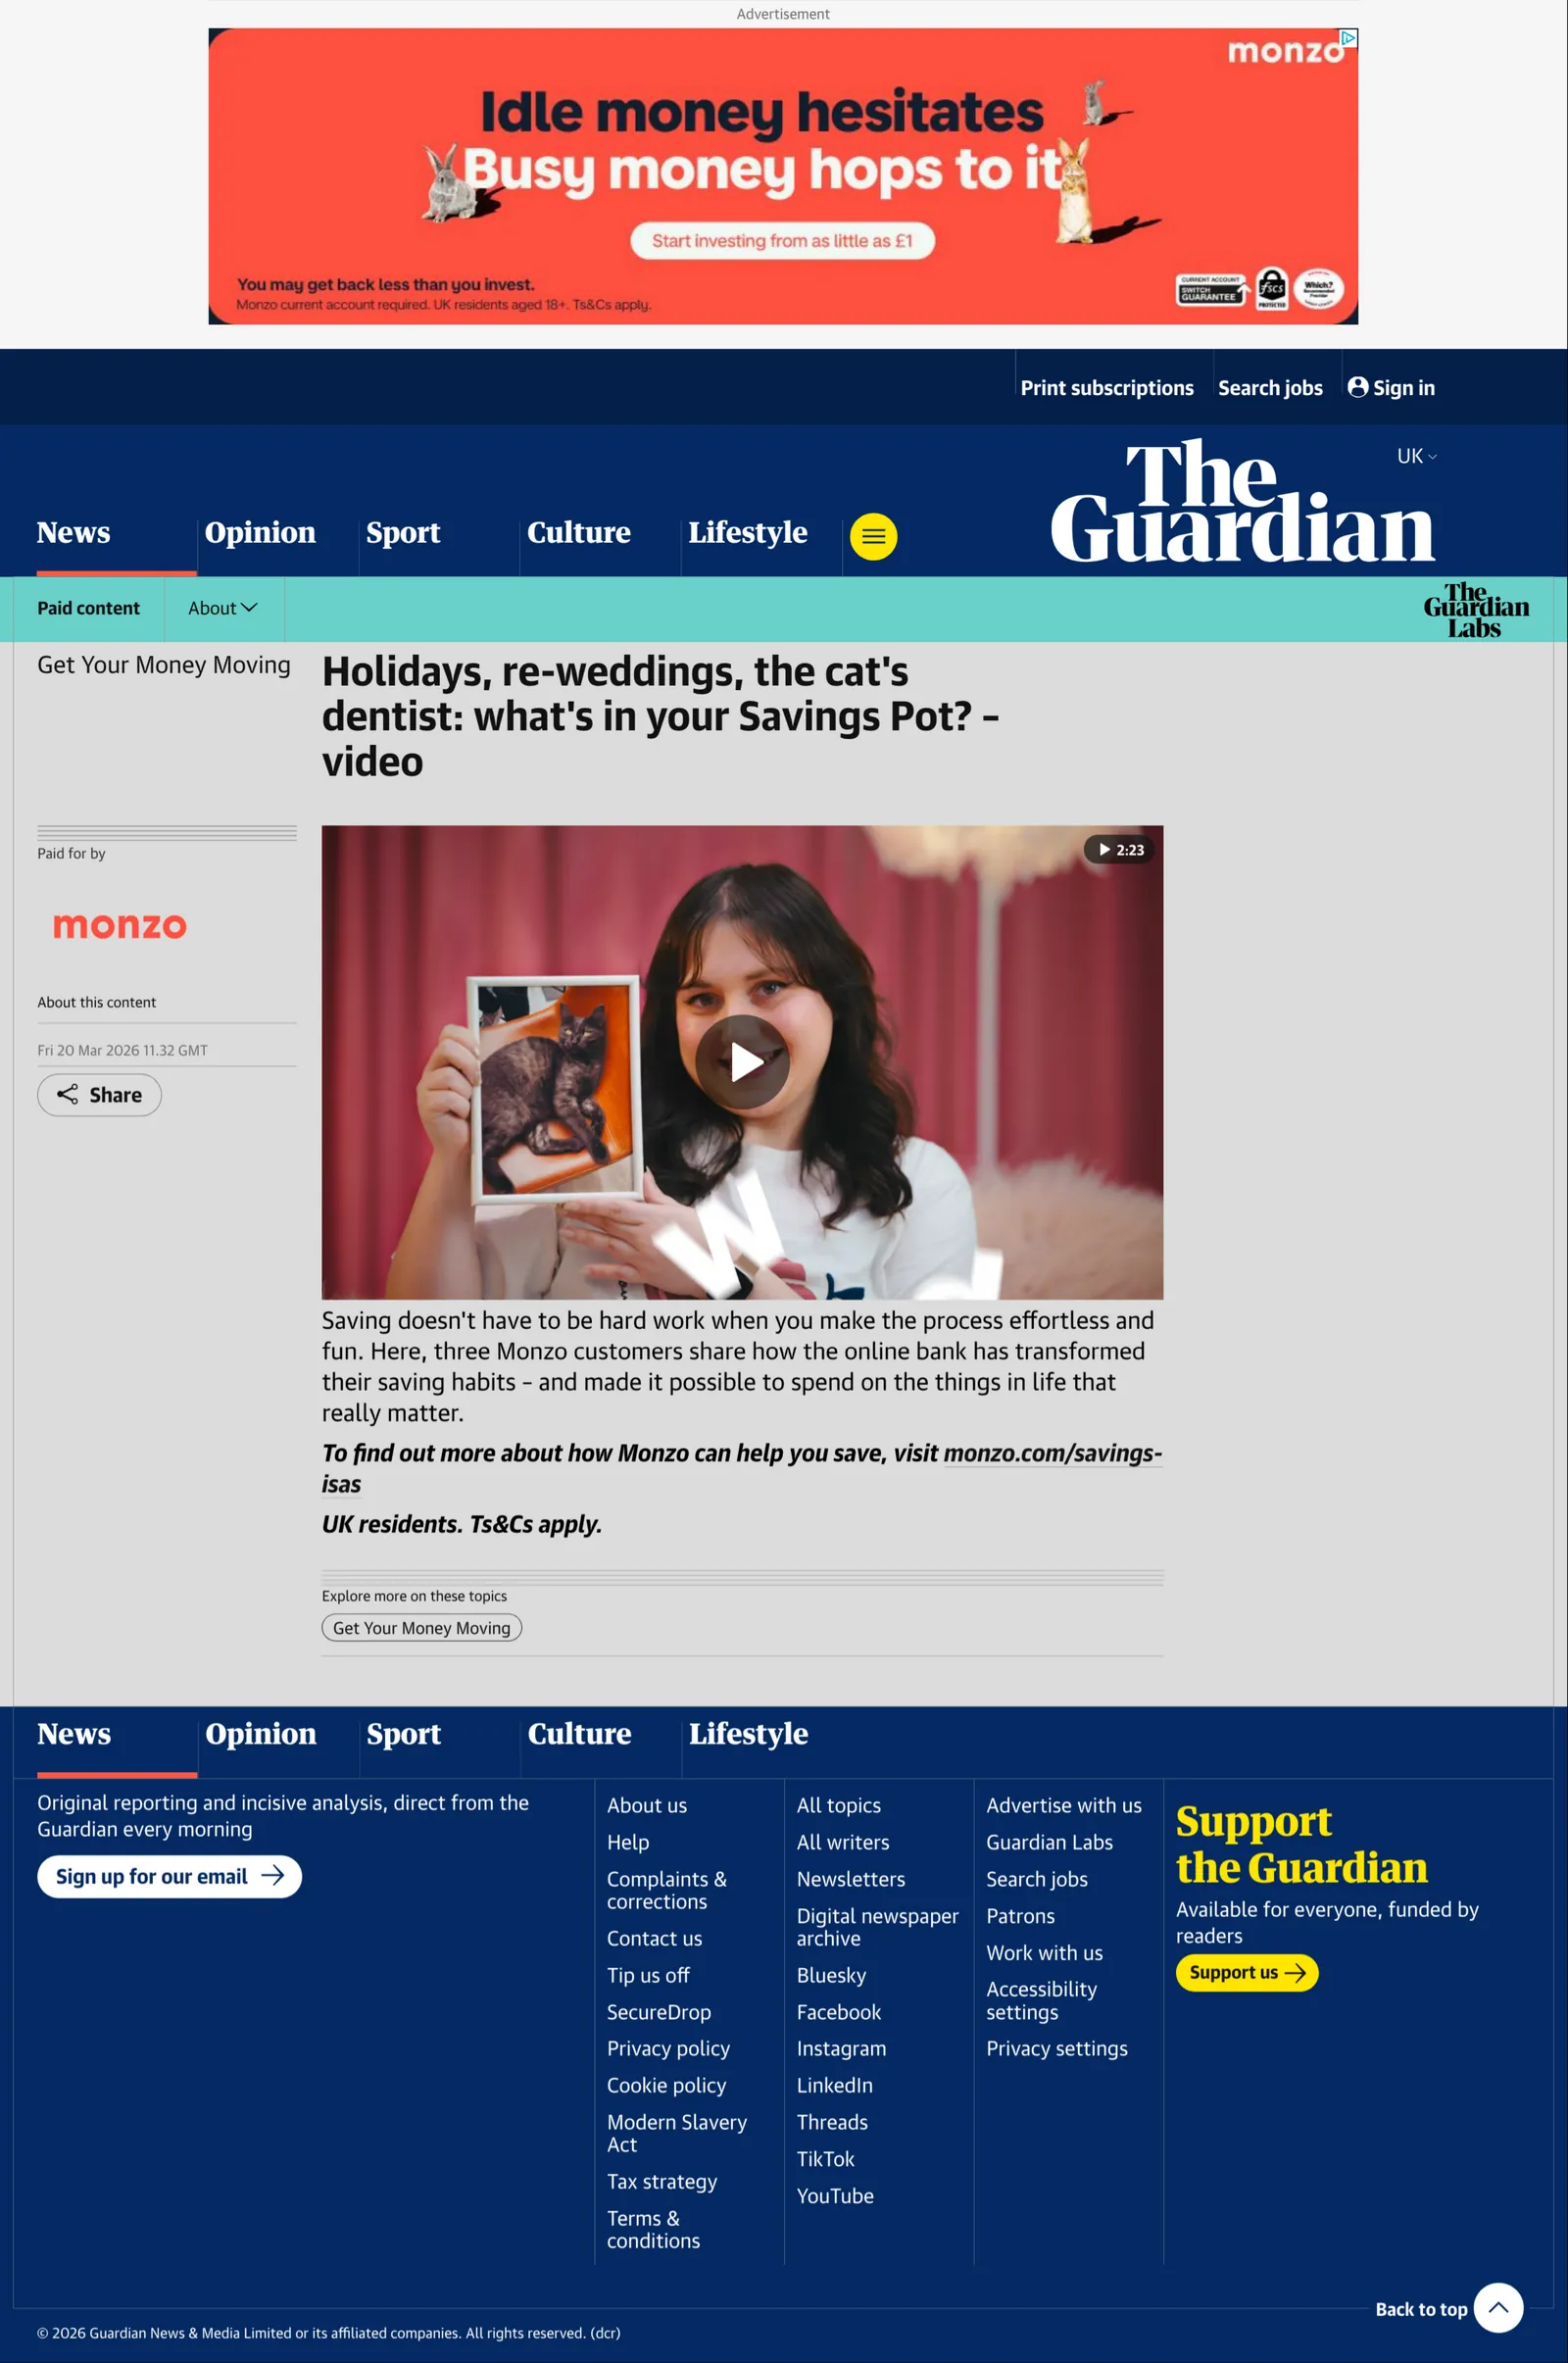 Advertisement
monzo
Idle money hesitates
Busy money hops to it
Start investing from as little as £1
You may get back less than you invest.
Monzo current account required. UK residents aged 18+. Ts&Cs apply.
CURRENT ACCOUNT
SWITCH
GUARANTEE
fscs
PROTECTED
Which?
Recommended
Provider
Print subscriptions
Search jobs
Sign in
UK
The
Guardian
News
Opinion
Sport
Culture
Lifestyle
Paid content
About
The
Guardian
Labs
Get Your Money Moving
Holidays, re-weddings, the cat's
dentist: what's in your Savings Pot? –
video
Paid for by
monzo
About this content
Fri 20 Mar 2026 11.32 GMT
Share
2:23
W
Saving doesn't have to be hard work when you make the process effortless and
fun. Here, three Monzo customers share how the online bank has transformed
their saving habits – and made it possible to spend on the things in life that
really matter.
To find out more about how Monzo can help you save, visit monzo.com/savings-
isas
UK residents. Ts&Cs apply.
Explore more on these topics
Get Your Money Moving
News
Opinion
Sport
Culture
Lifestyle
Original reporting and incisive analysis, direct from the
Guardian every morning
Sign up for our email
About us
Help
Complaints &
corrections
Contact us
Tip us off
SecureDrop
Privacy policy
Cookie policy
Modern Slavery
Act
Tax strategy
Terms &
conditions
All topics
All writers
Newsletters
Digital newspaper
archive
Bluesky
Facebook
Instagram
LinkedIn
Threads
TikTok
YouTube
Advertise with us
Guardian Labs
Search jobs
Patrons
Work with us
Accessibility
settings
Privacy settings
Support
the Guardian
Available for everyone, funded by
readers
Support us
Back to top
© 2026 Guardian News & Media Limited or its affiliated companies. All rights reserved. (dcr)